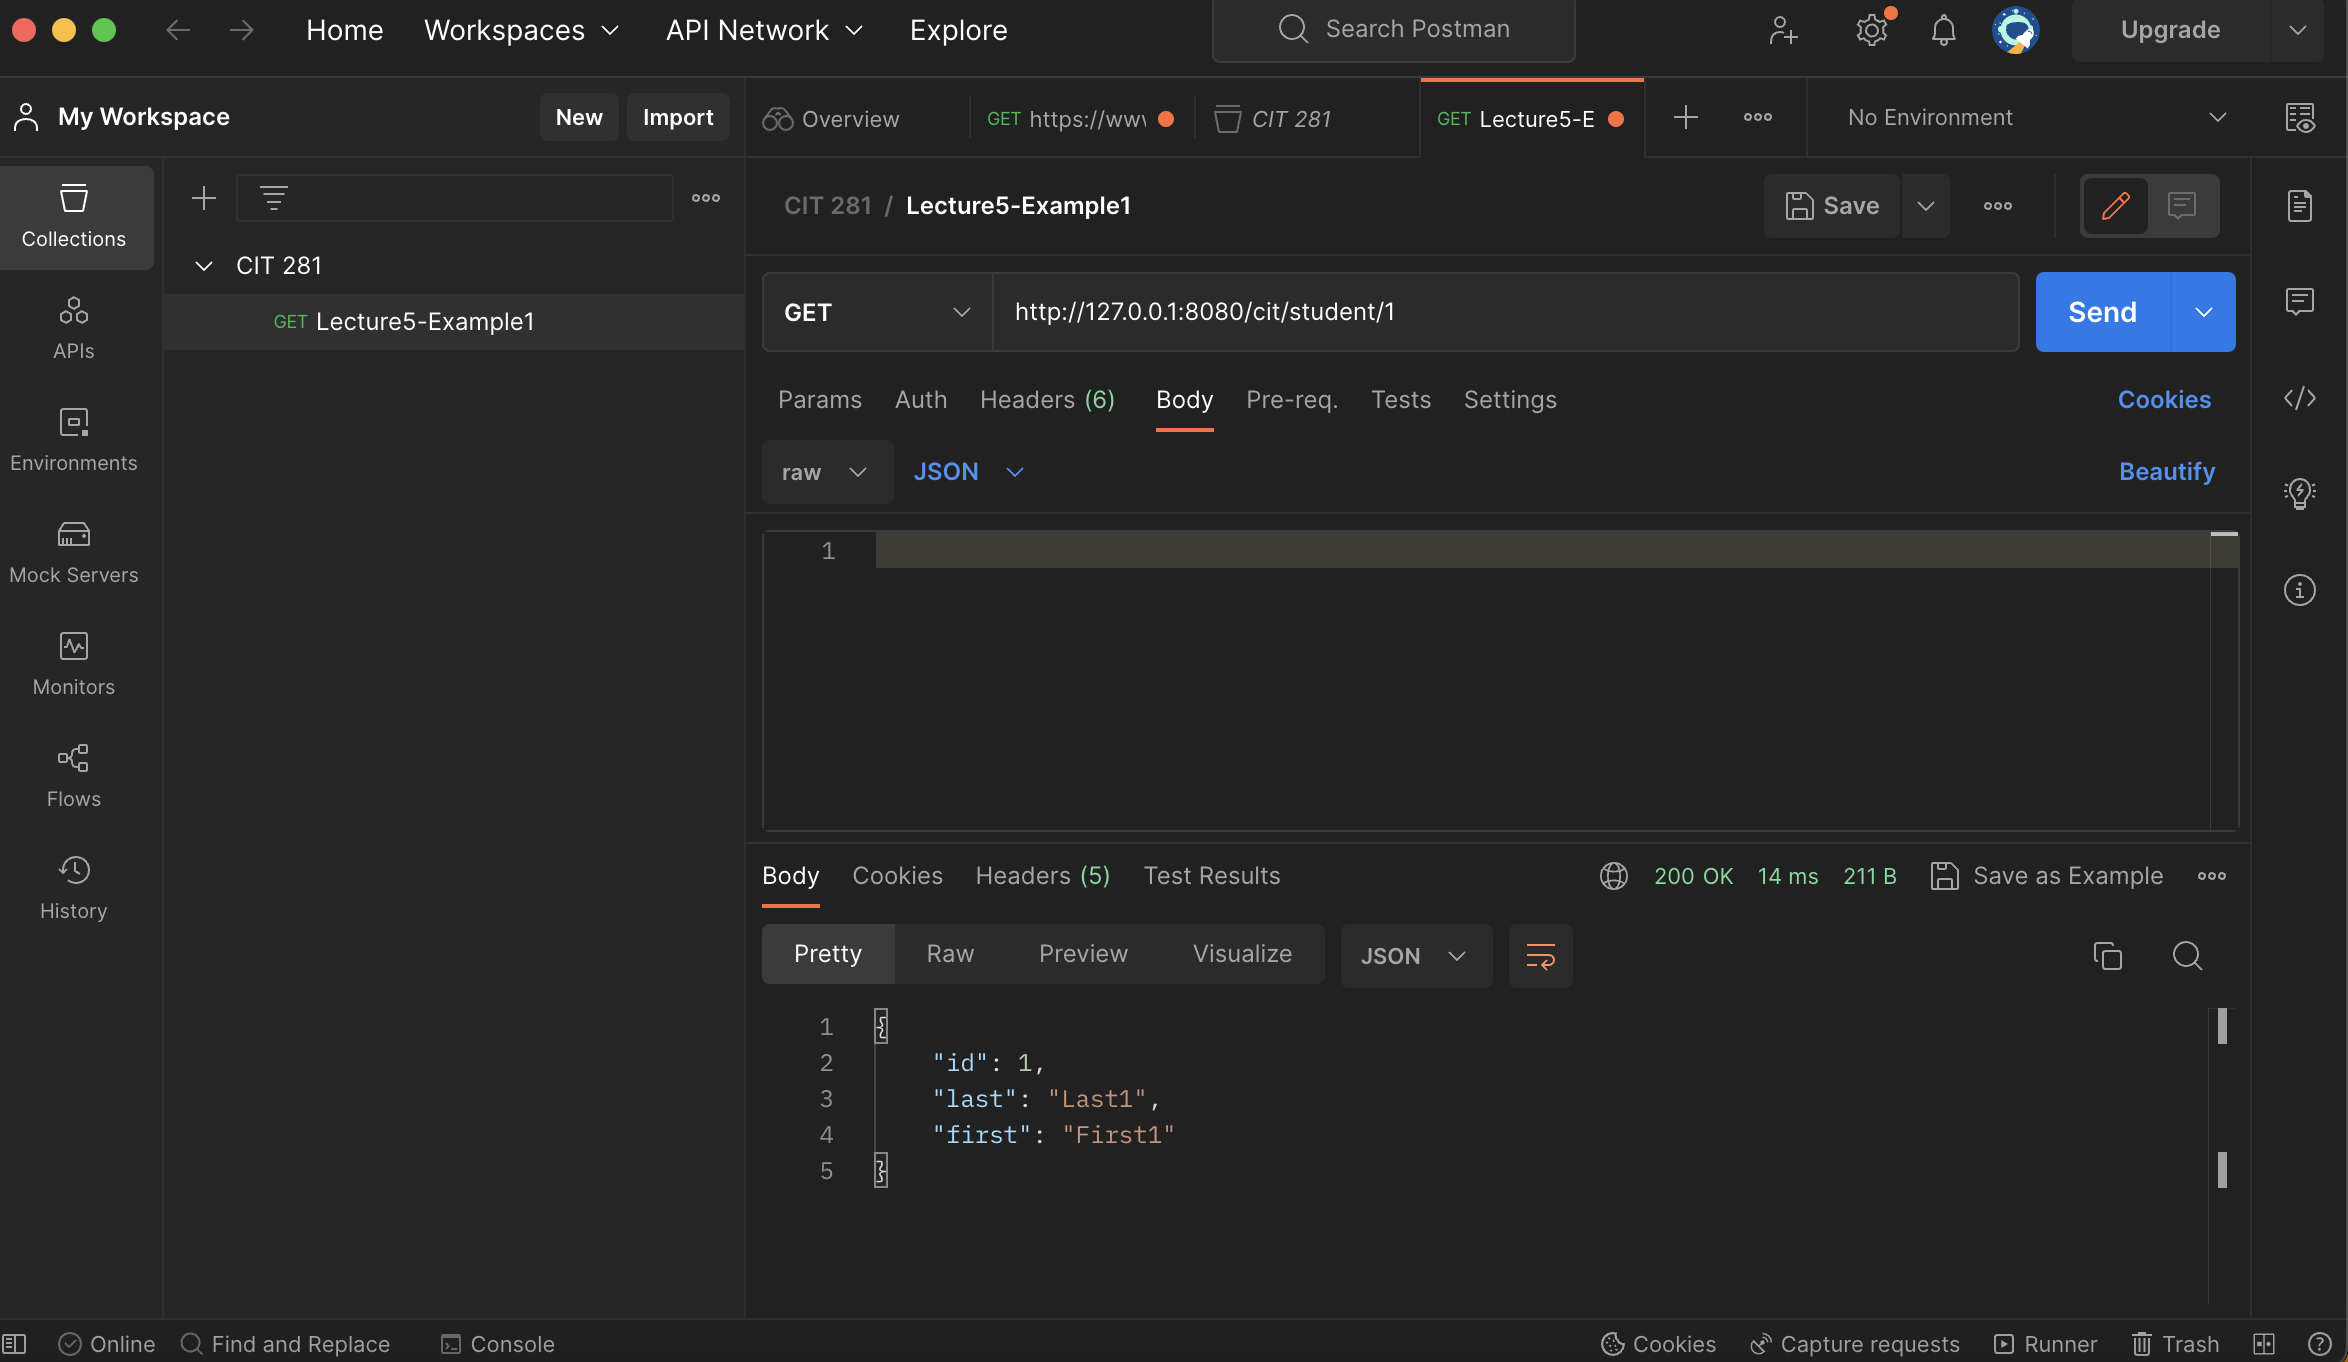 Home Workspaces API Network Explore Search Postman Upgrade
My Workspace New Import
Overview GET https://www CIT 281 GET Lecture5-E No Environment
Collections
APIs
Environments
Mock Servers
Monitors
Flows
History
CIT 281
GET Lecture5-Example1
CIT 281 / Lecture5-Example1 Save
GET http://127.0.0.1:8080/cit/student/1 Send
Params Auth Headers (6) Body Pre-req. Tests Settings Cookies
raw JSON Beautify
1
Body Cookies Headers (5) Test Results 200 OK 14 ms 211 B Save as Example
Pretty Raw Preview Visualize JSON
1 {
2 "id": 1,
3 "last": "Last1",
4 "first": "First1"
5 }
Online Find and Replace Console Cookies Capture requests Runner Trash